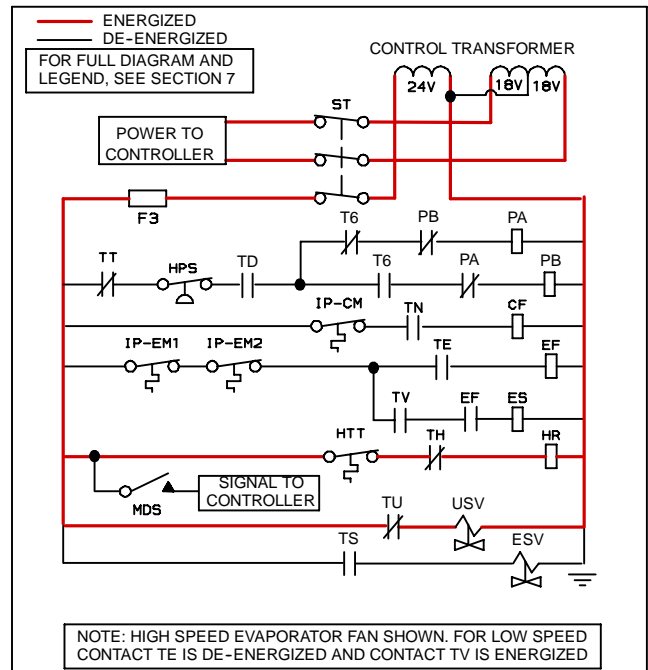 ENERGIZED
DE-ENERGIZED
FOR FULL DIAGRAM AND
LEGEND, SEE SECTION 7
CONTROL TRANSFORMER
24V
18V
18V
ST
POWER TO
CONTROLLER
F3
T6
PB
PA
TT
HPS
TD
T6
PA
PB
IP-CM
TN
CF
IP-EM1
IP-EM2
TE
EF
TV
EF
ES
HTT
TH
HR
SIGNAL TO
CONTROLLER
MDS
TU
USV
TS
ESV
NOTE: HIGH SPEED EVAPORATOR FAN SHOWN. FOR LOW SPEED
CONTACT TE IS DE-ENERGIZED AND CONTACT TV IS ENERGIZED